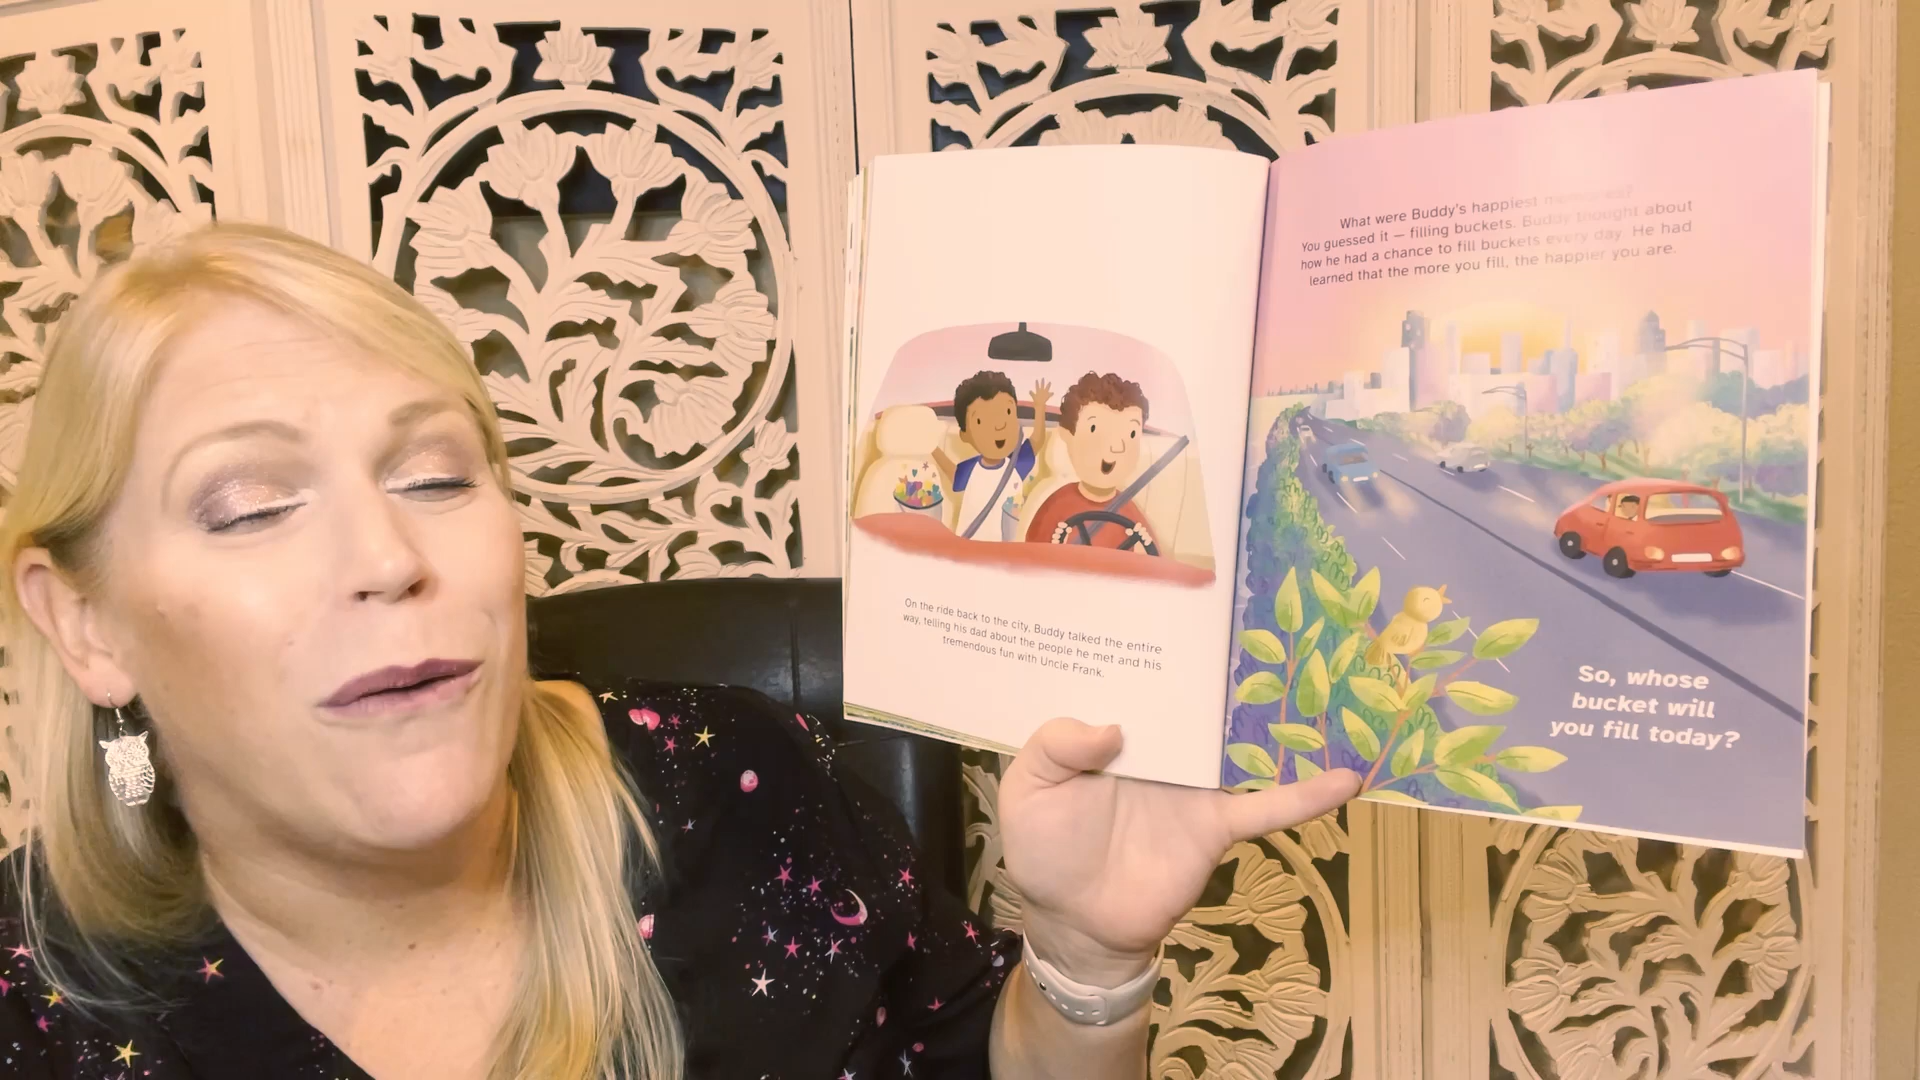 On the ride back to the city, Buddy talked the entire
way, telling his dad about the people he met and his
tremendous fun with Uncle Frank.
What were Buddy's happiest memories?
You guessed it — filling buckets. Buddy thought about
how he had a chance to fill buckets every day. He had
learned that the more you fill, the happier you are.
So, whose
bucket will
you fill today?